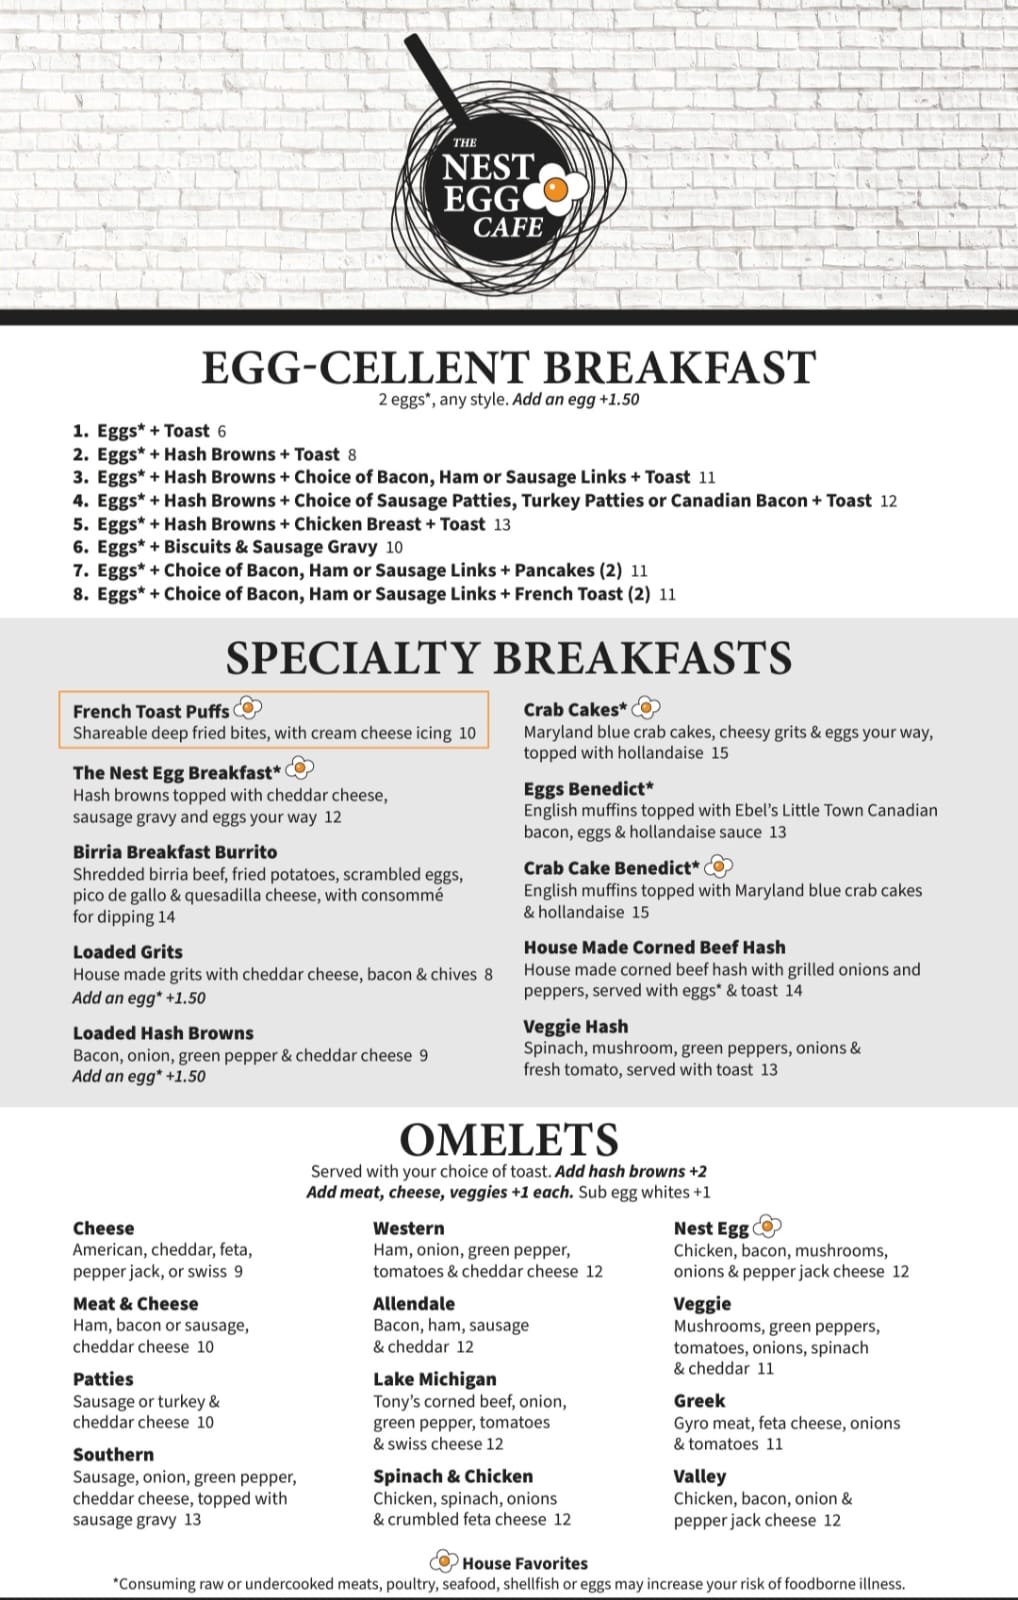 THE
NEST
EGG
CAFE
EGG-CELLENT BREAKFAST
2 eggs*, any style. Add an egg +1.50
1. Eggs* + Toast 6
2. Eggs* + Hash Browns + Toast 8
3. Eggs* + Hash Browns + Choice of Bacon, Ham or Sausage Links + Toast 11
4. Eggs* + Hash Browns + Choice of Sausage Patties, Turkey Patties or Canadian Bacon + Toast 12
5. Eggs* + Hash Browns + Chicken Breast + Toast 13
6. Eggs* + Biscuits & Sausage Gravy 10
7. Eggs* + Choice of Bacon, Ham or Sausage Links + Pancakes (2) 11
8. Eggs* + Choice of Bacon, Ham or Sausage Links + French Toast (2) 11
SPECIALTY BREAKFASTS
French Toast Puffs
Shareable deep fried bites, with cream cheese icing 10
The Nest Egg Breakfast*
Hash browns topped with cheddar cheese,
sausage gravy and eggs your way 12
Birria Breakfast Burrito
Shredded birria beef, fried potatoes, scrambled eggs,
pico de gallo & quesadilla cheese, with consommé
for dipping 14
Loaded Grits
House made grits with cheddar cheese, bacon & chives 8
Add an egg* +1.50
Loaded Hash Browns
Bacon, onion, green pepper & cheddar cheese 9
Add an egg* +1.50
Crab Cakes*
Maryland blue crab cakes, cheesy grits & eggs your way,
topped with hollandaise 15
Eggs Benedict*
English muffins topped with Ebel's Little Town Canadian
bacon, eggs & hollandaise sauce 13
Crab Cake Benedict*
English muffins topped with Maryland blue crab cakes
& hollandaise 15
House Made Corned Beef Hash
House made corned beef hash with grilled onions and
peppers, served with eggs* & toast 14
Veggie Hash
Spinach, mushroom, green peppers, onions &
fresh tomato, served with toast 13
OMELETS
Served with your choice of toast. Add hash browns +2
Add meat, cheese, veggies +1 each. Sub egg whites +1
Cheese
American, cheddar, feta,
pepper jack, or swiss 9
Meat & Cheese
Ham, bacon or sausage,
cheddar cheese 10
Patties
Sausage or turkey &
cheddar cheese 10
Southern
Sausage, onion, green pepper,
cheddar cheese, topped with
sausage gravy 13
Western
Ham, onion, green pepper,
tomatoes & cheddar cheese 12
Allendale
Bacon, ham, sausage
& cheddar 12
Lake Michigan
Tony's corned beef, onion,
green pepper, tomatoes
& swiss cheese 12
Spinach & Chicken
Chicken, spinach, onions
& crumbled feta cheese 12
Nest Egg
Chicken, bacon, mushrooms,
onions & pepper jack cheese 12
Veggie
Mushrooms, green peppers,
tomatoes, onions, spinach
& cheddar 11
Greek
Gyro meat, feta cheese, onions
& tomatoes 11
Valley
Chicken, bacon, onion &
pepper jack cheese 12
House Favorites
*Consuming raw or undercooked meats, poultry, seafood, shellfish or eggs may increase your risk of foodborne illness.